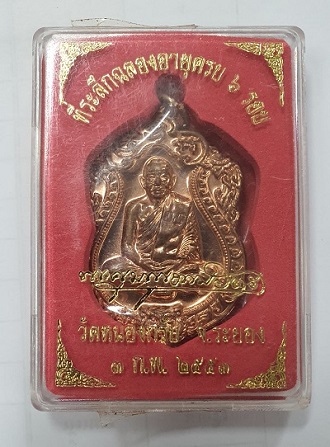 ที่ระลึกฉลองอายุครบ ๖ รอบ
วัดหนองกรับ จ.ระยอง
๓ ก.พ. ๒๕๕๓